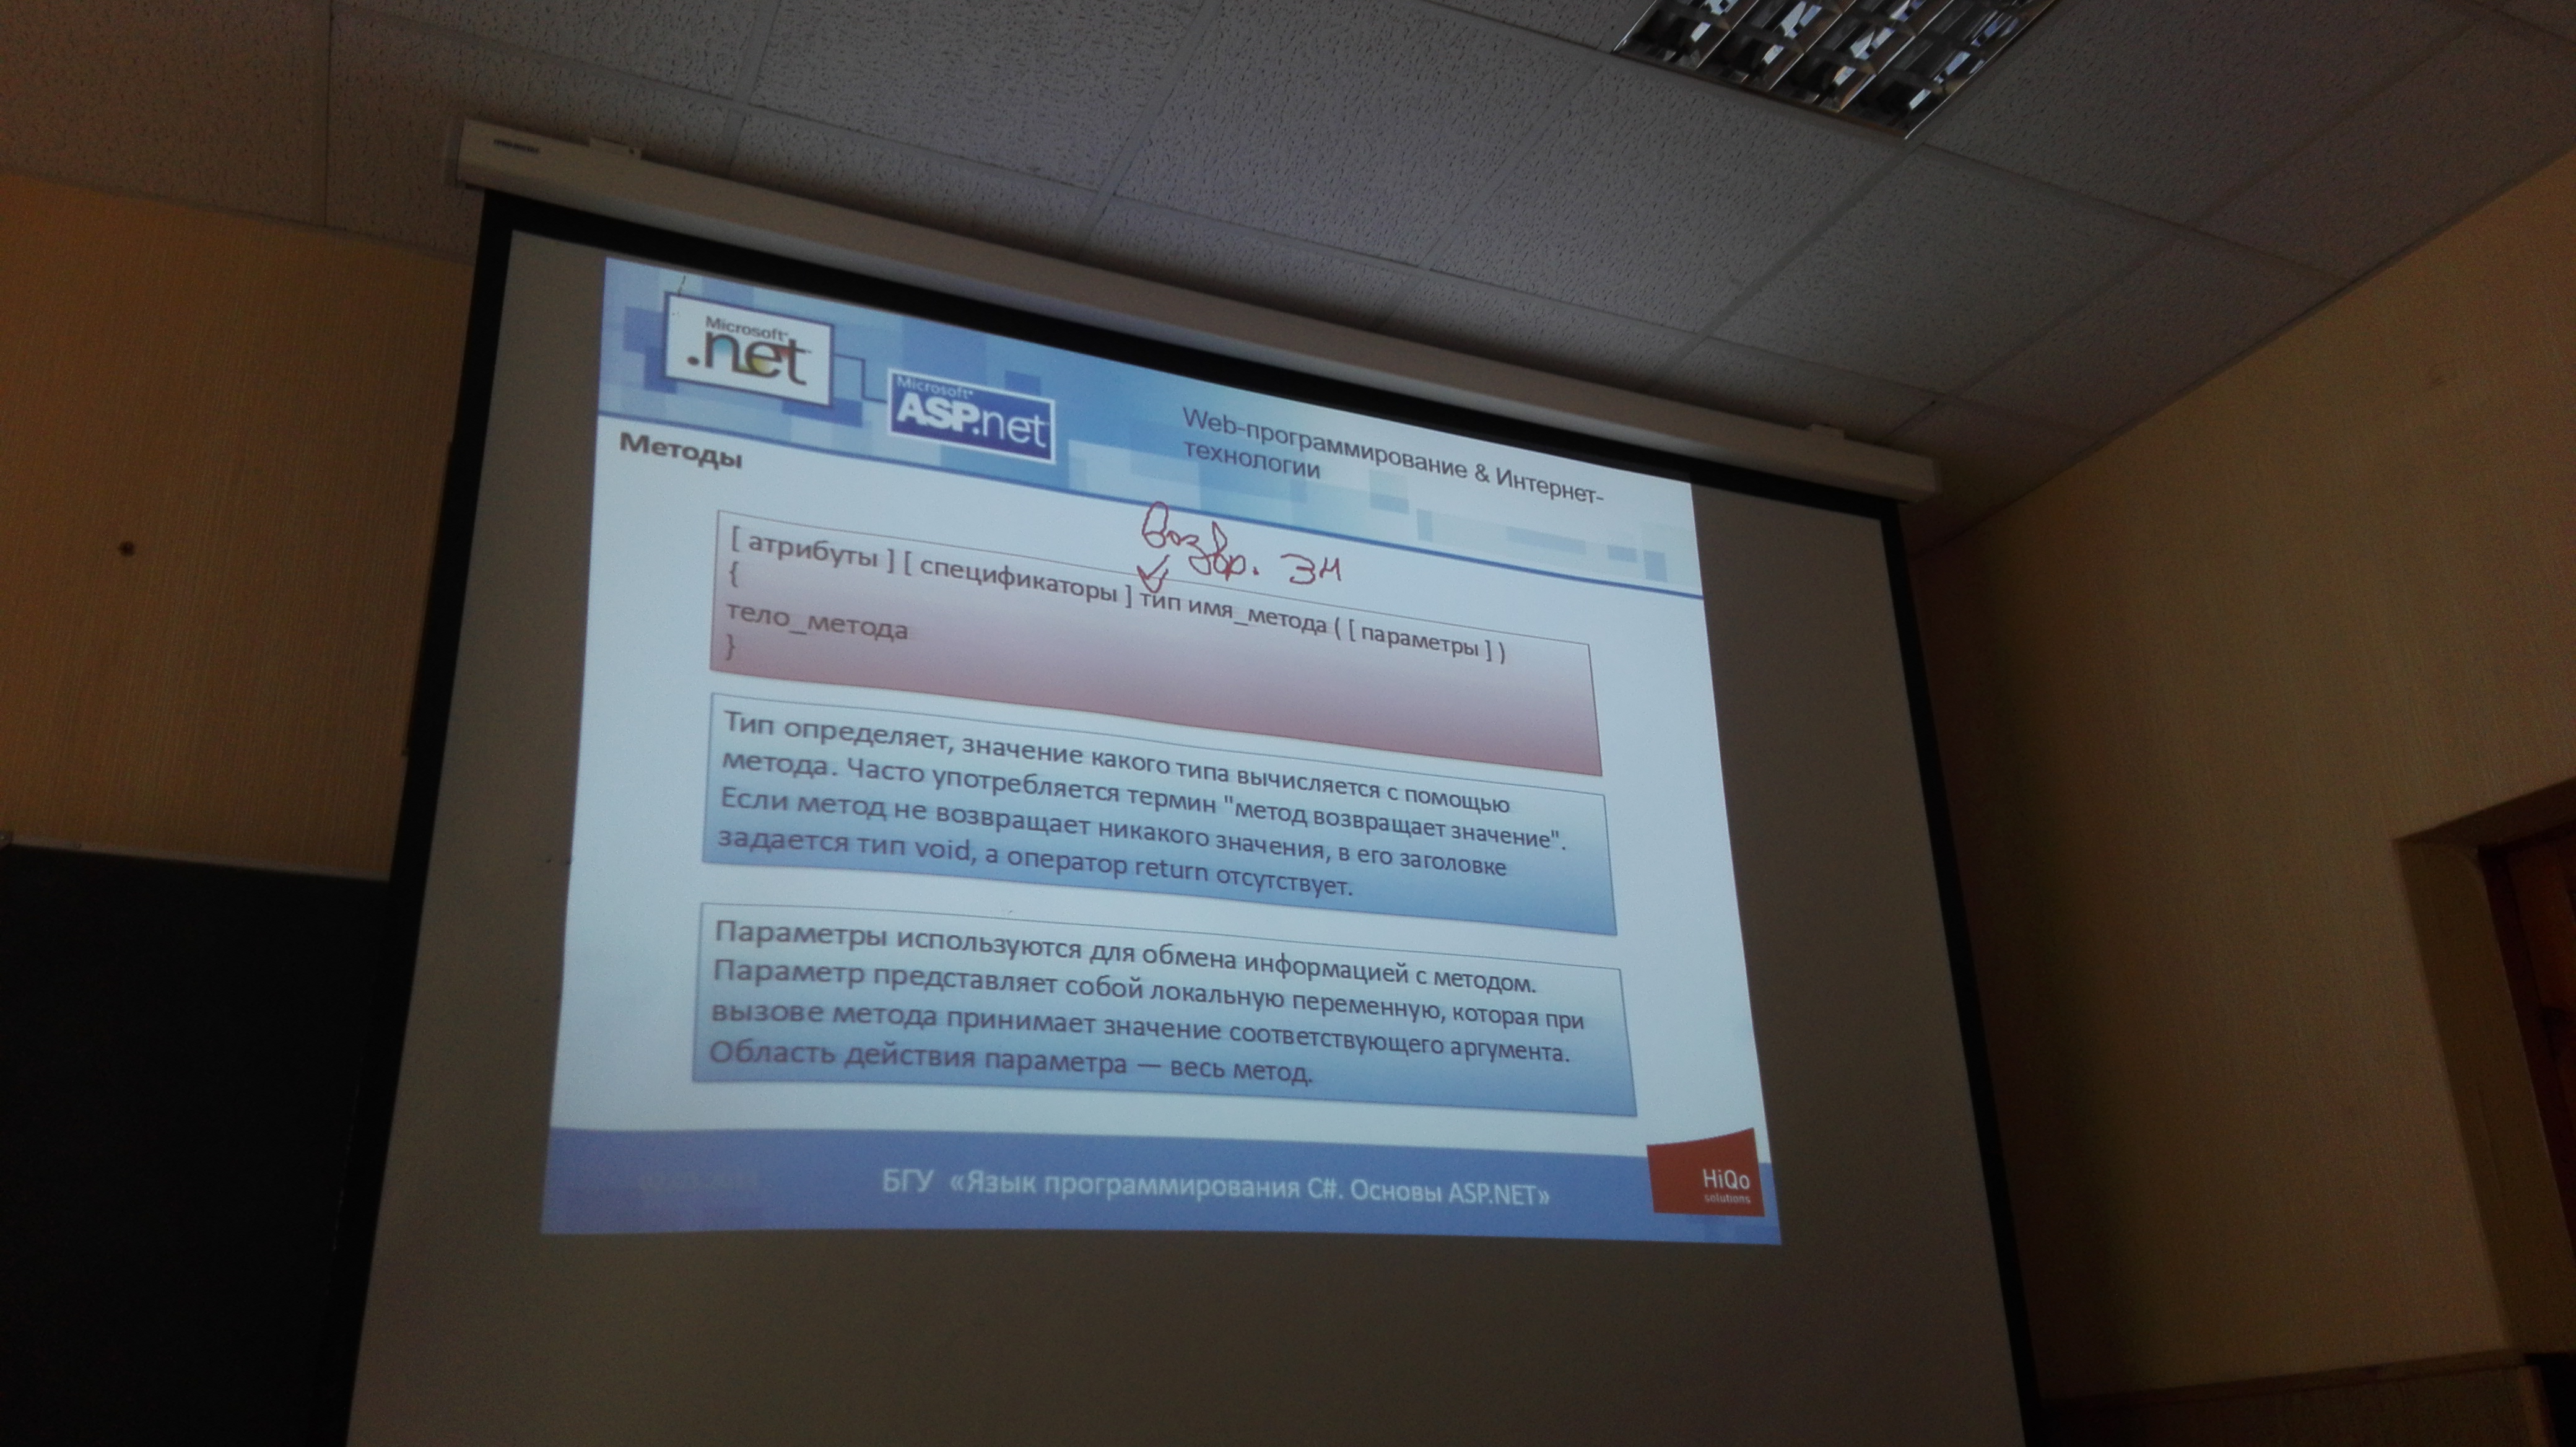 Microsoft
.net
Microsoft
ASP.net
Web-программирование & Интернет-
технологии
Методы
Возвр. зн
[ атрибуты ] [ спецификаторы ] тип имя_метода ( [ параметры ] )
{
тело_метода
}
Тип определяет, значение какого типа вычисляется с помощью
метода. Часто употребляется термин "метод возвращает значение".
Если метод не возвращает никакого значения, в его заголовке
задается тип void, а оператор return отсутствует.
Параметры используются для обмена информацией с методом.
Параметр представляет собой локальную переменную, которая при
вызове метода принимает значение соответствующего аргумента.
Область действия параметра — весь метод.
БГУ «Язык программирования C#. Основы ASP.NET»
HiQo
solutions